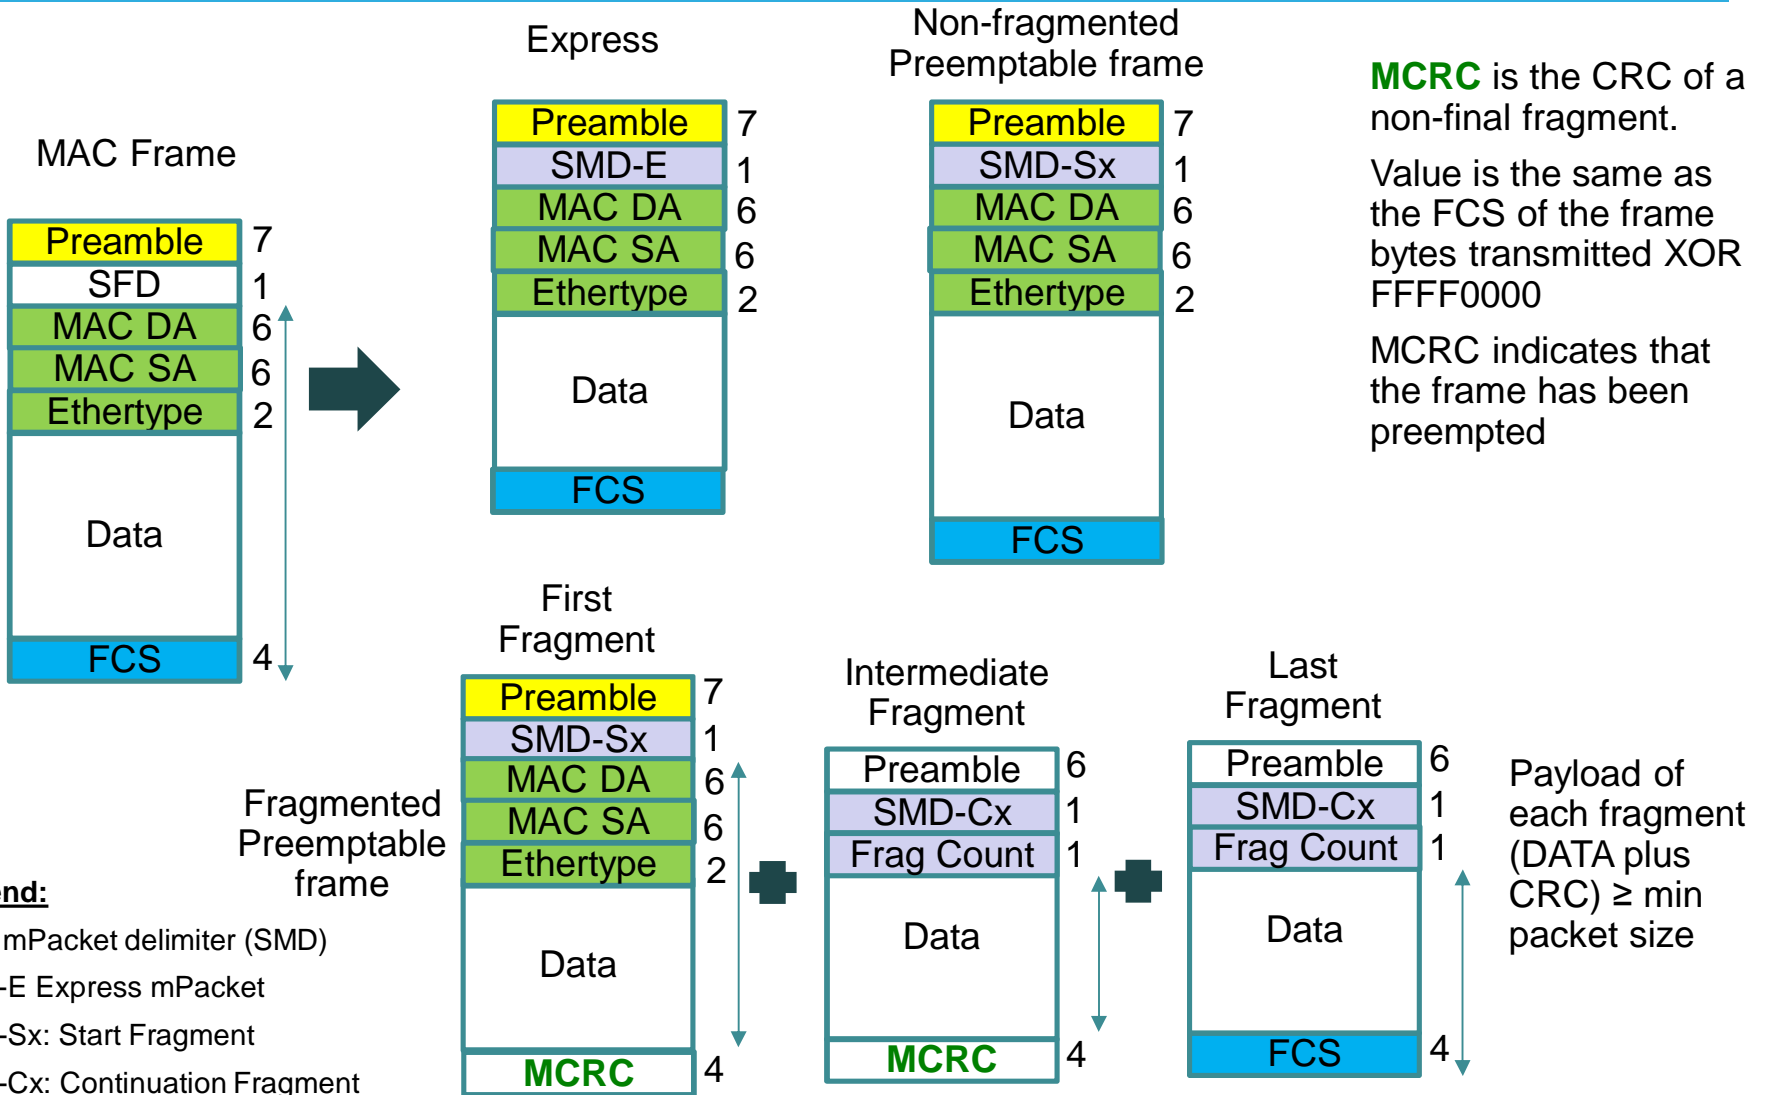 Express
Non-fragmented
Preemptable frame
MAC Frame
Preamble 7
SFD 1
MAC DA 6
MAC SA 6
Ethertype 2
Data
FCS 4
Preamble 7
SMD-E 1
MAC DA 6
MAC SA 6
Ethertype 2
Data
FCS
Preamble 7
SMD-Sx 1
MAC DA 6
MAC SA 6
Ethertype 2
Data
FCS
MCRC is the CRC of a
non-final fragment.
Value is the same as
the FCS of the frame
bytes transmitted XOR
FFFF0000
MCRC indicates that
the frame has been
preempted
Fragmented
Preemptable
frame
First
Fragment
Preamble 7
SMD-Sx 1
MAC DA 6
MAC SA 6
Ethertype 2
Data
MCRC 4
Intermediate
Fragment
Preamble 6
SMD-Cx 1
Frag Count 1
Data
MCRC 4
Last
Fragment
Preamble 6
SMD-Cx 1
Frag Count 1
Data
FCS 4
Payload of
each fragment
(DATA plus
CRC) ≥ min
packet size
end:
mPacket delimiter (SMD)
-E Express mPacket
-Sx: Start Fragment
-Cx: Continuation Fragment